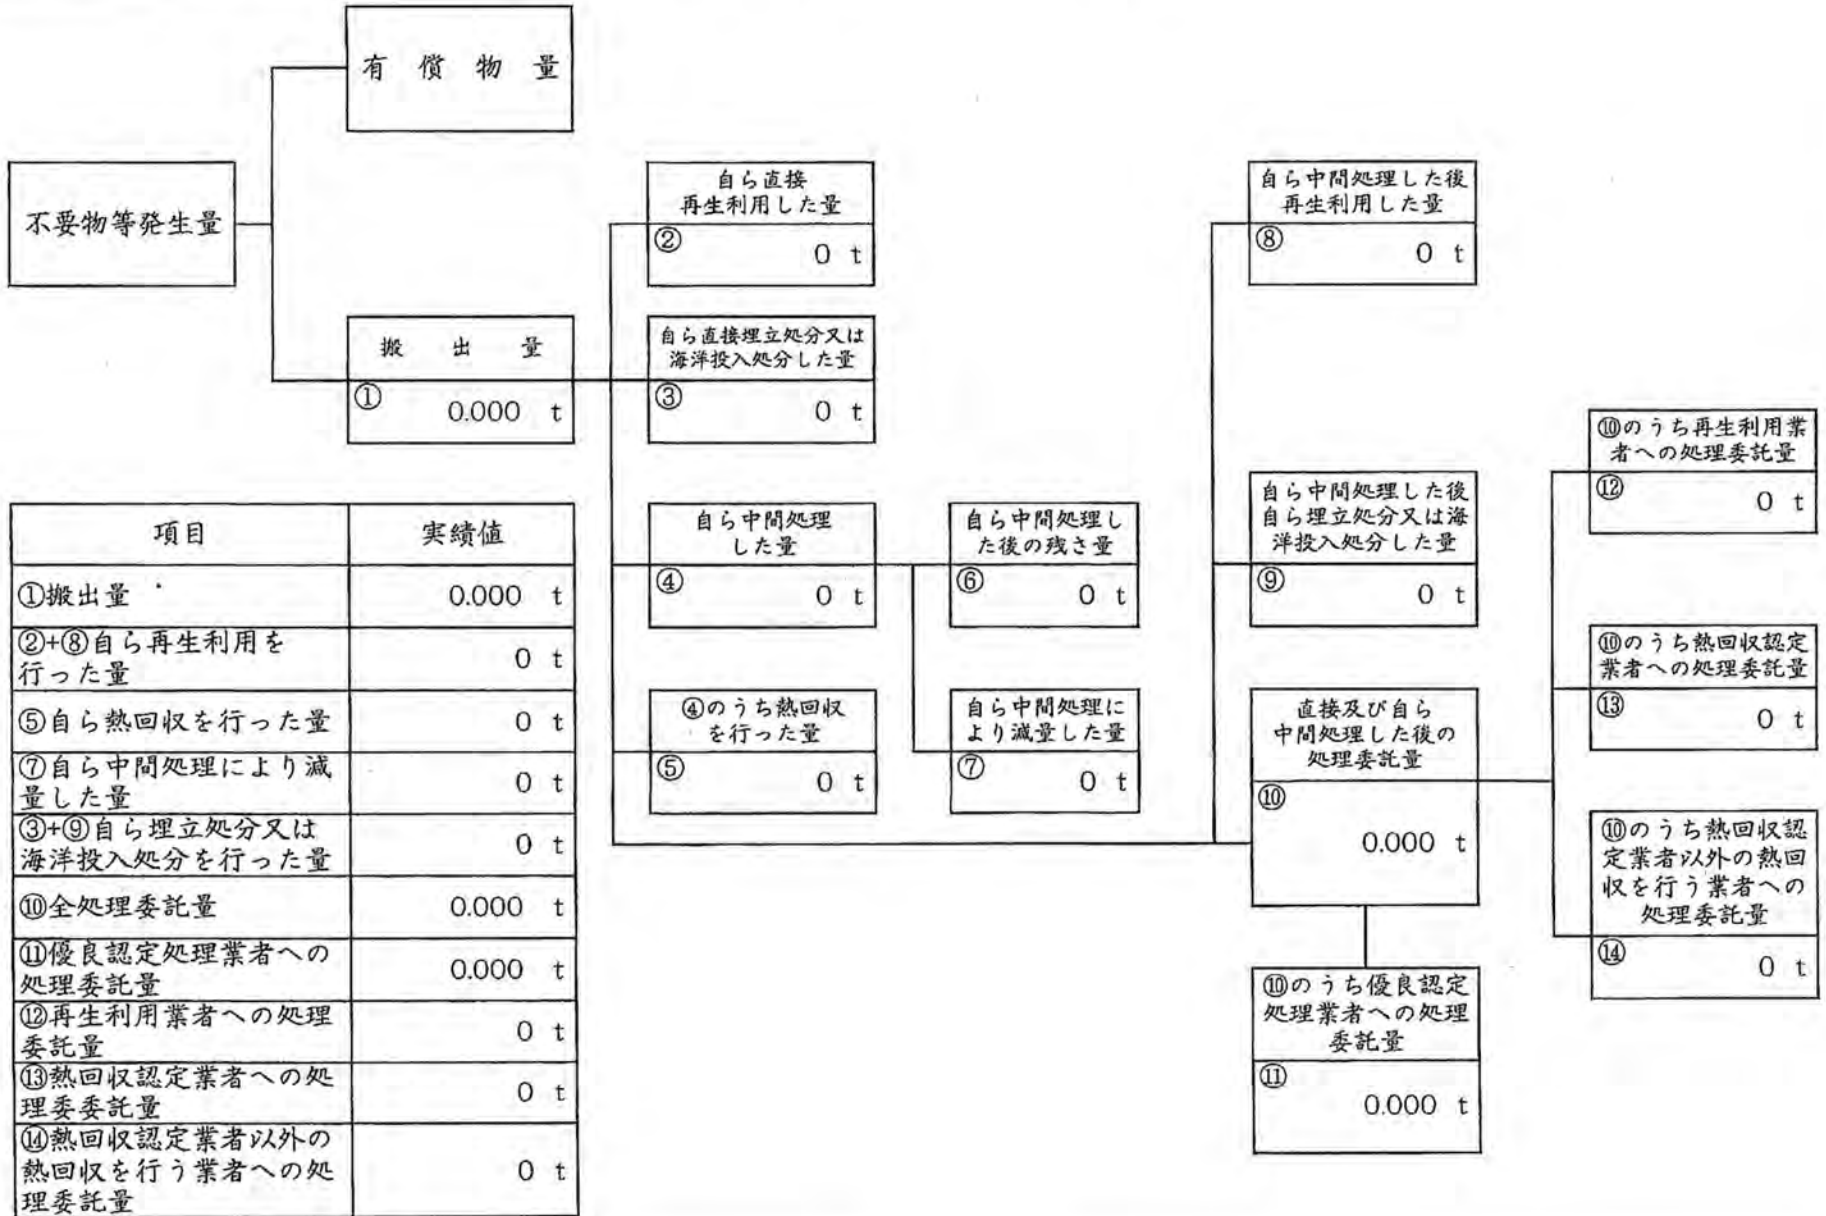 有償物量
不要物等発生量
搬出量
① 0.000 t
自ら直接
再生利用した量
② 0 t
自ら直接埋立処分又は
海洋投入処分した量
③ 0 t
自ら中間処理
した量
④ 0 t
④のうち熱回収
を行った量
⑤ 0 t
自ら中間処理し
た後の残さ量
⑥ 0 t
自ら中間処理に
より減量した量
⑦ 0 t
自ら中間処理した後
再生利用した量
⑧ 0 t
自ら中間処理した後
自ら埋立処分又は海
洋投入処分した量
⑨ 0 t
直接及び自ら
中間処理した後の
処理委託量
⑩
0.000 t
⑩のうち優良認定
処理業者への処理
委託量
⑪
0.000 t
⑩のうち再生利用業
者への処理委託量
⑫ 0 t
⑩のうち熱回収認定
業者への処理委託量
⑬ 0 t
⑩のうち熱回収認
定業者以外の熱回
収を行う業者への
処理委託量
⑭ 0 t
項目 実績値
①搬出量 0.000 t
②+⑧自ら再生利用を
行った量 0 t
⑤自ら熱回収を行った量 0 t
⑦自ら中間処理により減
量した量 0 t
③+⑨自ら埋立処分又は
海洋投入処分を行った量 0 t
⑩全処理委託量 0.000 t
⑪優良認定処理業者への
処理委託量 0.000 t
⑫再生利用業者への処理
委託量 0 t
⑬熱回収認定業者への処
理委委託量 0 t
⑭熱回収認定業者以外の
熱回収を行う業者への処
理委託量 0 t